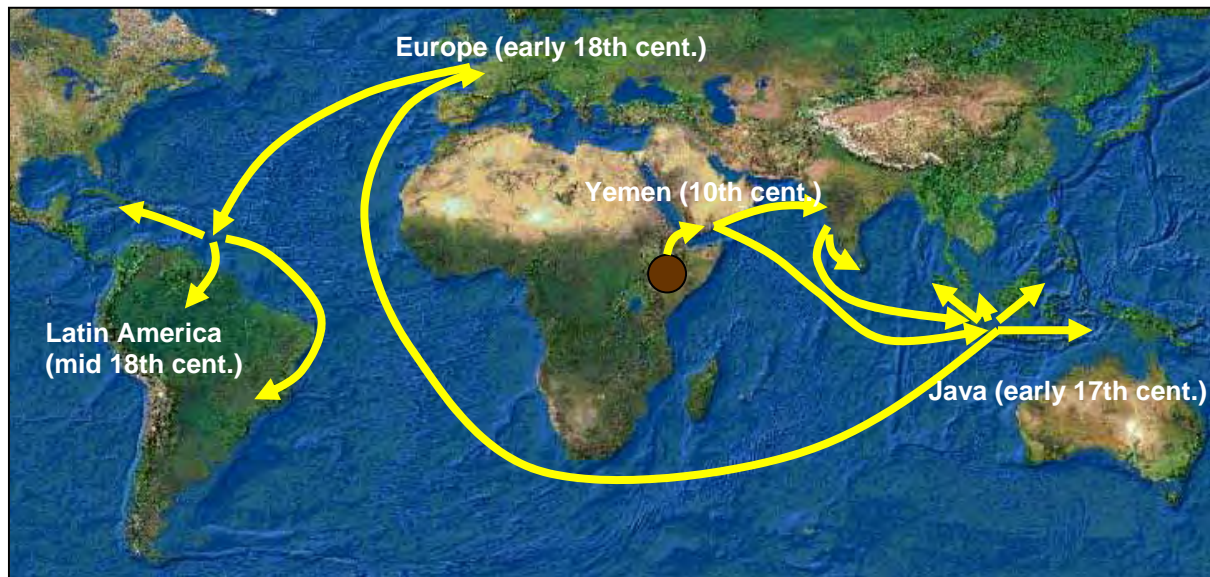 Europe (early 18th cent.)
Yemen (10th cent.)
Latin America
(mid 18th cent.)
Java (early 17th cent.)